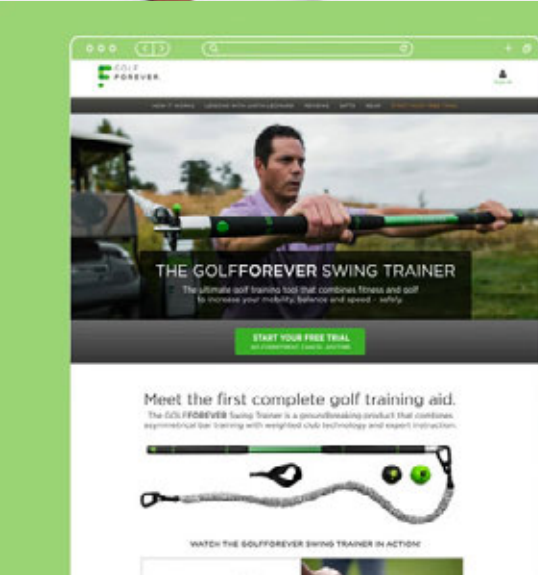 GOLF
FOREVER.
HOW IT WORKS LESSONS WITH JUSTIN LEONARD REVIEWS GIFTS GEAR START YOUR FREE TRIAL
THE GOLFFOREVER SWING TRAINER
The ultimate golf training tool that combines fitness and golf
to increase your mobility, balance and speed - safely.
START YOUR FREE TRIAL
NO COMMITMENT. CANCEL ANYTIME.
Meet the first complete golf training aid.
The GOLFFOREVER Swing Trainer is a groundbreaking product that combines
asymmetrical bar training with weighted club technology and expert instruction.
WATCH THE GOLFFOREVER SWING TRAINER IN ACTION!